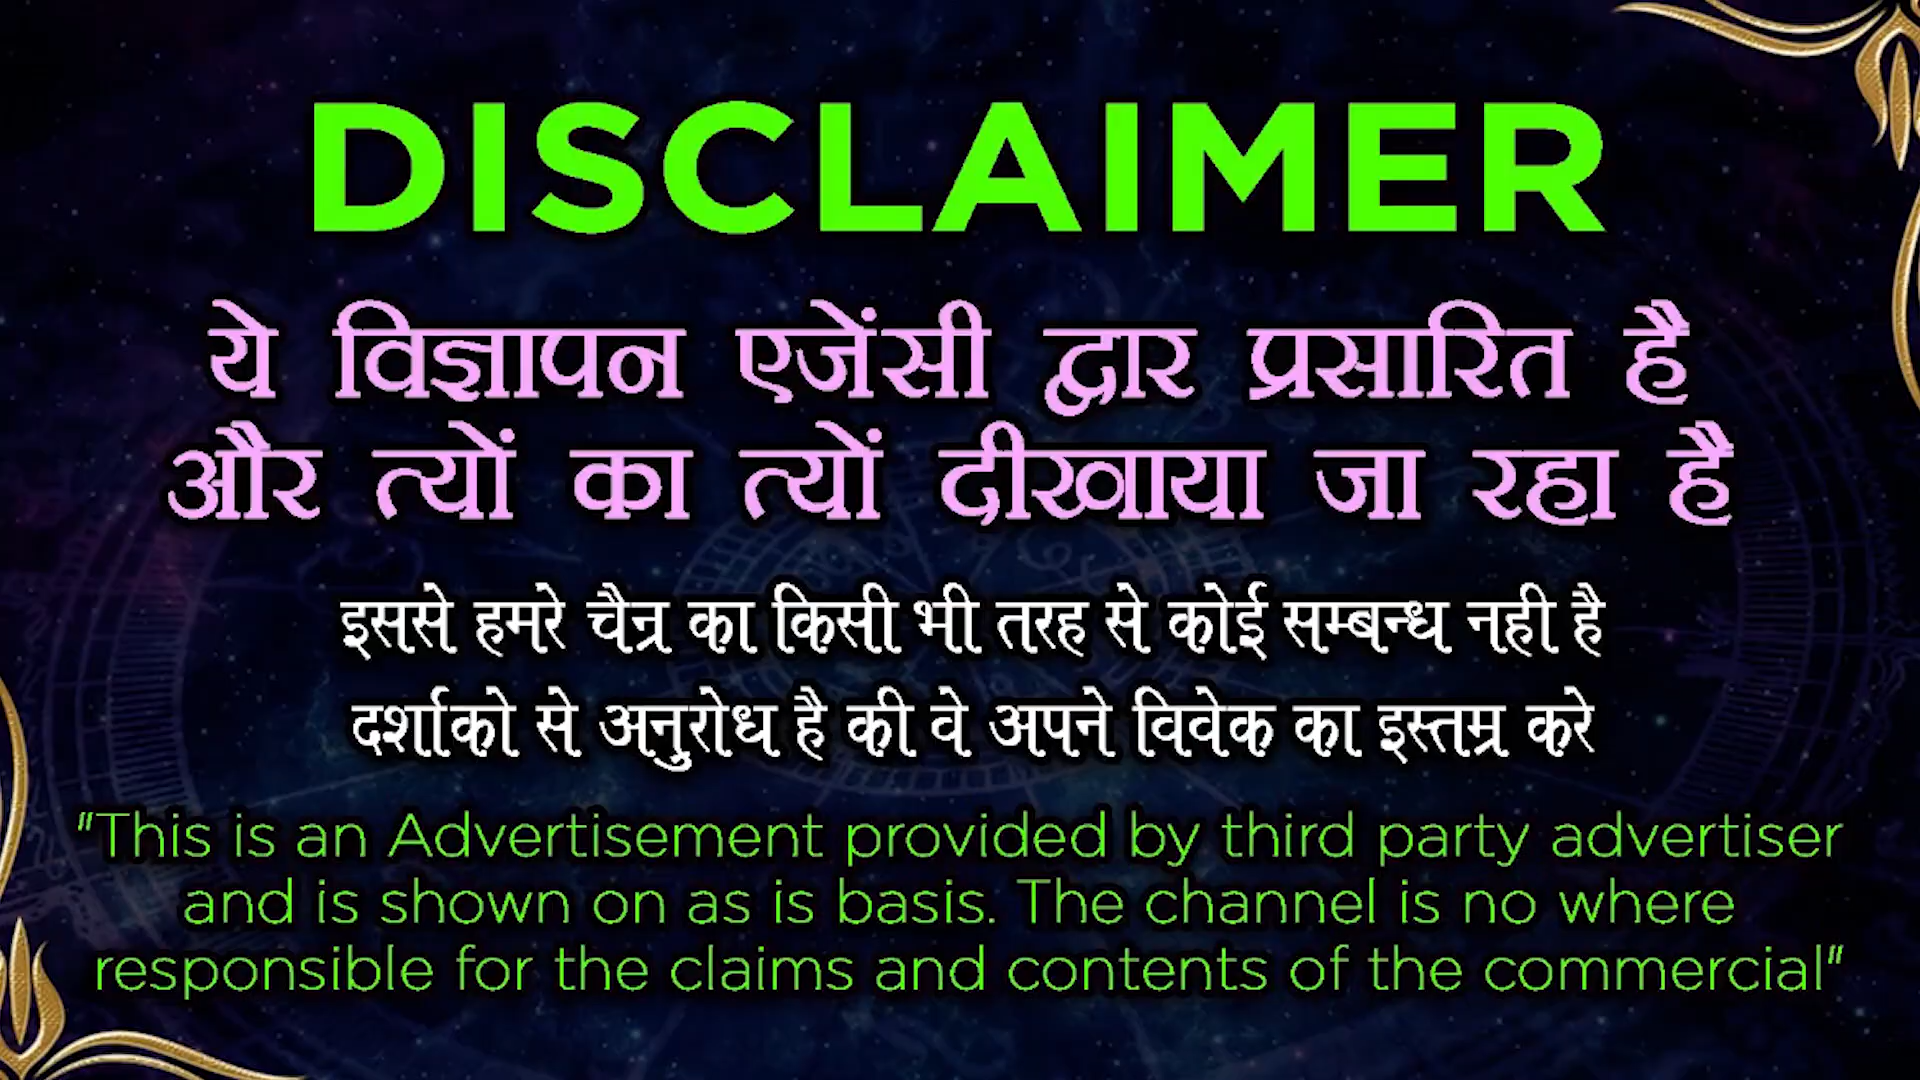 DISCLAIMER
ये विज्ञापन एजेंसी द्वार प्रसारित है
और त्यों का त्यों दीखाया जा रहा है
इससे हमरे चैन्र का किसी भी तरह से कोई सम्बन्ध नही है
दर्शाको से अनुरोध है की वे अपने विवेक का इस्तम्र करे
"This is an Advertisement provided by third party advertiser
and is shown on as is basis. The channel is no where
responsible for the claims and contents of the commercial"